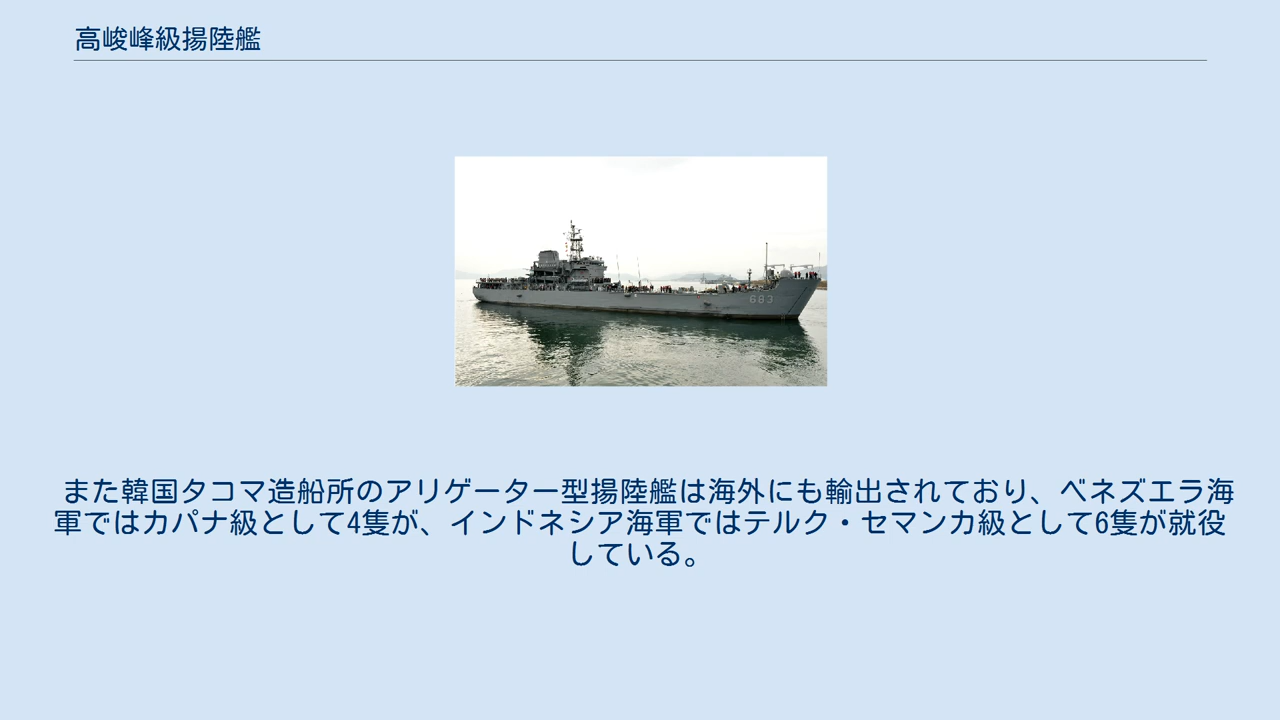 高峻峰級揚陸艦
683
また韓国タコマ造船所のアリゲーター型揚陸艦は海外にも輸出されており、ベネズエラ海
軍ではカパナ級として4隻が、インドネシア海軍ではテルク・セマンカ級として6隻が就役
している。